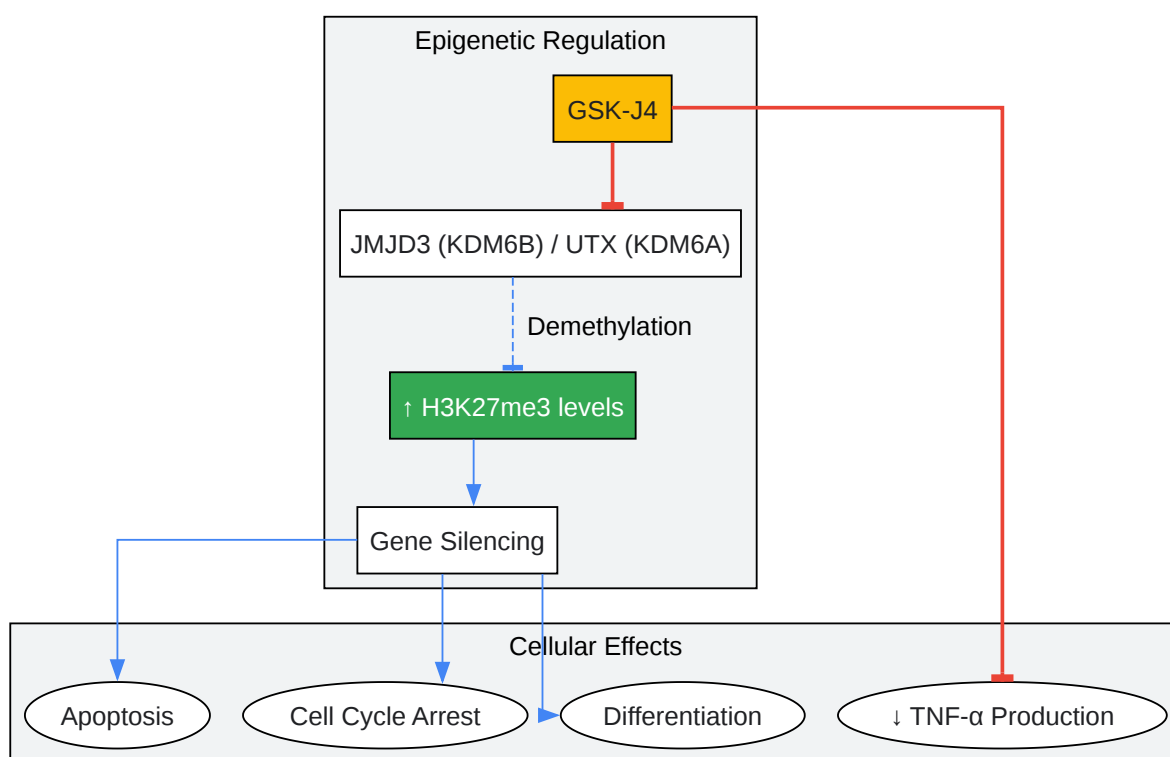 Epigenetic Regulation
GSK-J4
JMJD3 (KDM6B) / UTX (KDM6A)
Demethylation
↑ H3K27me3 levels
Gene Silencing
Cellular Effects
Apoptosis
Cell Cycle Arrest
Differentiation
↓ TNF-α Production